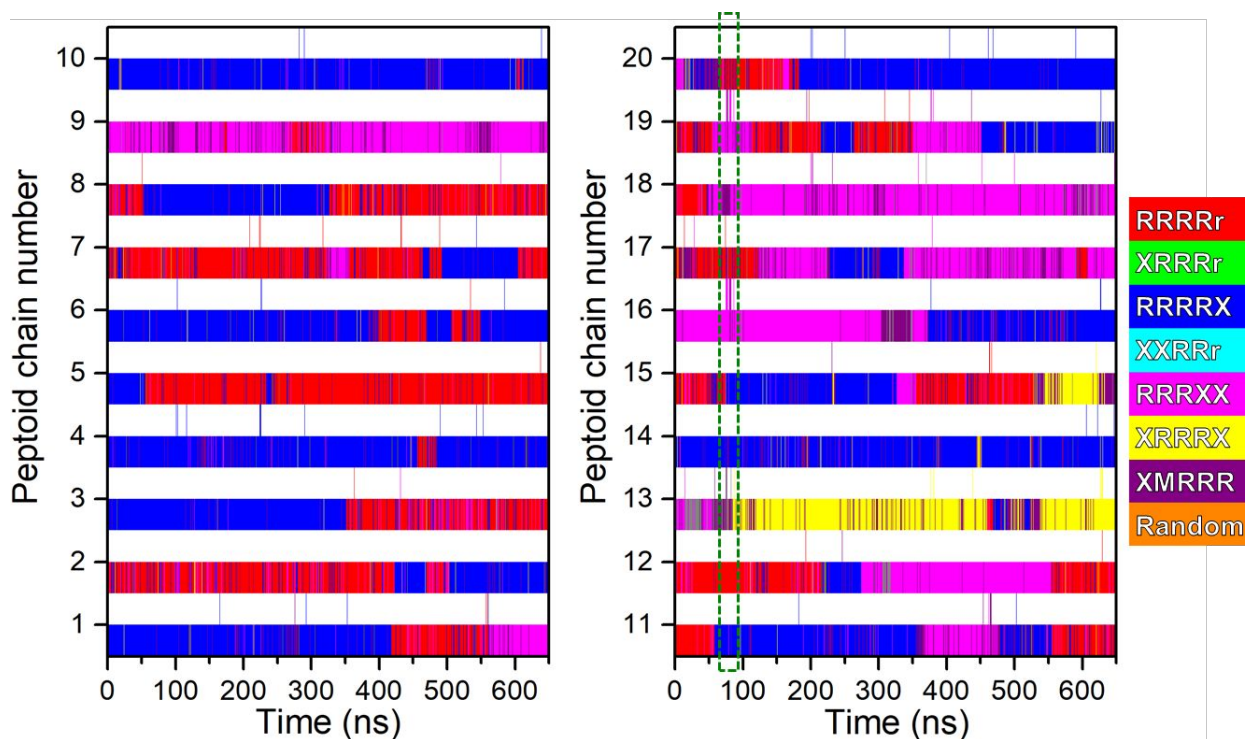 Peptoid chain number
10
9
8
7
6
5
4
3
2
1
0 100 200 300 400 500 600
Time (ns)
Peptoid chain number
20
19
18
17
16
15
14
13
12
11
0 100 200 300 400 500 600
Time (ns)
RRRRr
XRRRr
RRRRX
XXRRr
RRRXX
XRRRX
XMRRR
Random